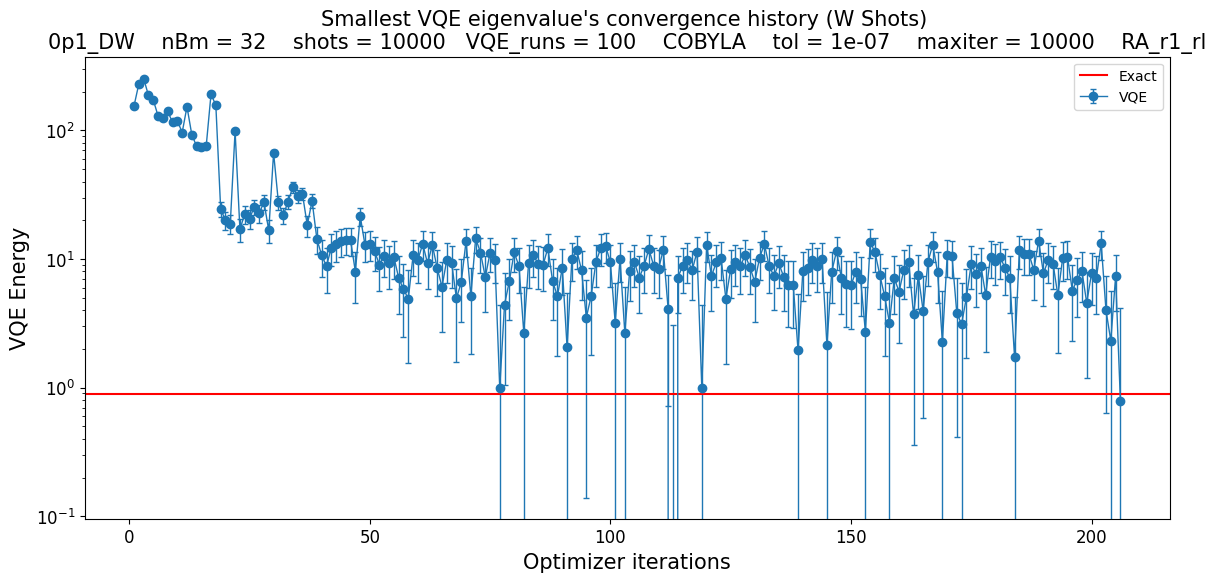 Smallest VQE eigenvalue's convergence history (W Shots)
0p1_DW nBm = 32 shots = 10000 VQE_runs = 100 COBYLA tol = 1e-07 maxiter = 10000 RA_r1_rl
Exact
VQE
VQE Energy
10²
10¹
10⁰
10⁻¹
0 50 100 150 200
Optimizer iterations